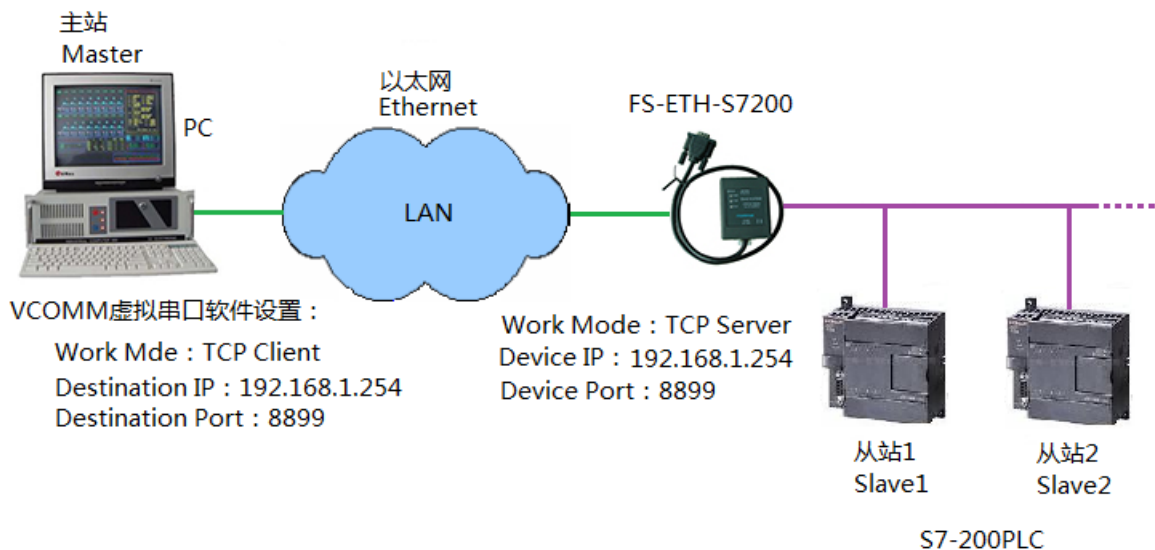 主站
Master
PC
以太网
Ethernet
LAN
FS-ETH-S7200
VCOMM虚拟串口软件设置：
Work Mde：TCP Client
Destination IP：192.168.1.254
Destination Port：8899
Work Mode：TCP Server
Device IP：192.168.1.254
Device Port：8899
从站1
Slave1
从站2
Slave2
S7-200PLC